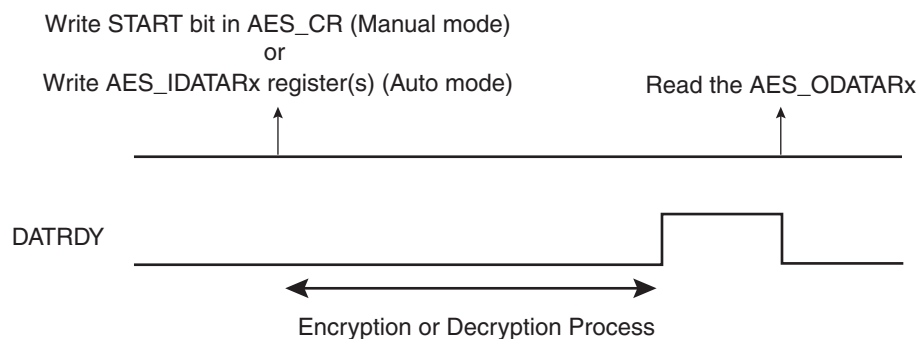 Write START bit in AES_CR (Manual mode)
or
Write AES_IDATARx register(s) (Auto mode)
Read the AES_ODATARx
DATRDY
Encryption or Decryption Process